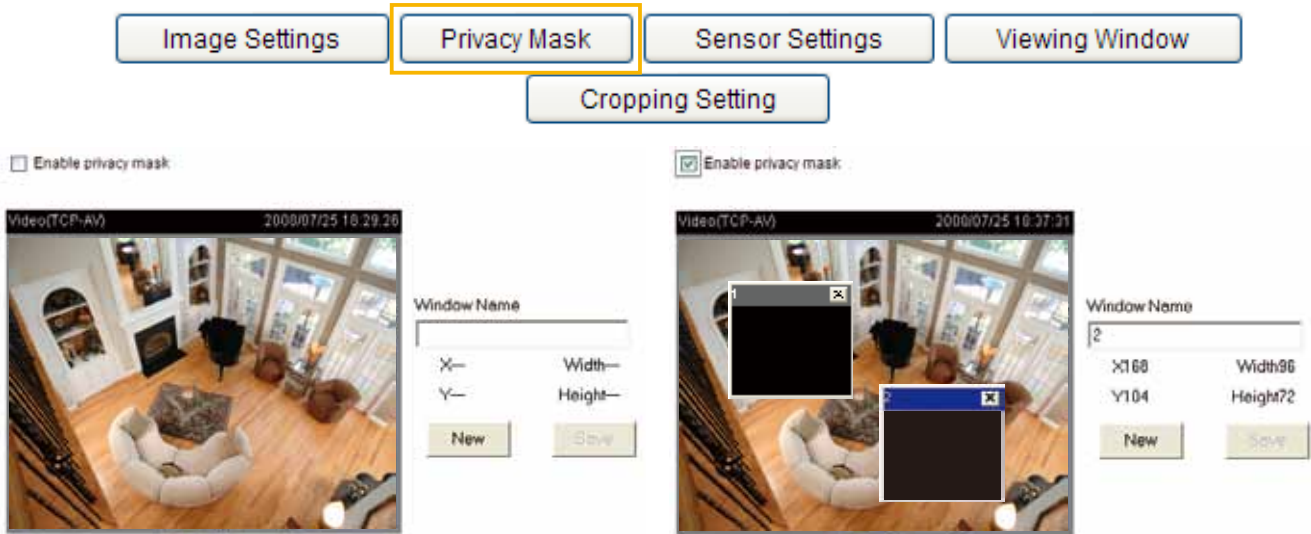 Image Settings
Privacy Mask
Sensor Settings
Viewing Window
Cropping Setting
Enable privacy mask
Video(TCP-AV) 2008/07/25 18:29:26
Window Name
X— Width—
Y— Height—
New Save
Enable privacy mask
Video(TCP-AV) 2008/07/25 18:37:31
1
2
Window Name
2
X168 Width96
Y104 Height72
New Save